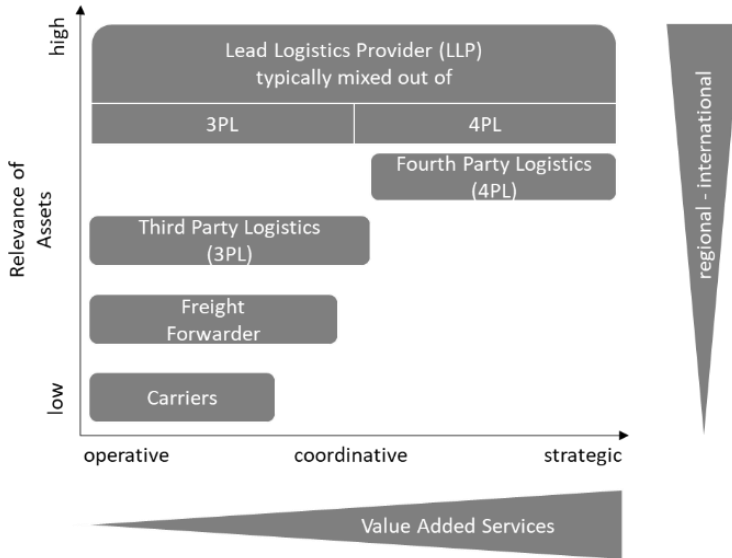 high
Lead Logistics Provider (LLP)
typically mixed out of
3PL
4PL
Fourth Party Logistics
(4PL)
Third Party Logistics
(3PL)
Freight
Forwarder
Carriers
low
Relevance of
Assets
operative
coordinative
strategic
Value Added Services
regional - international